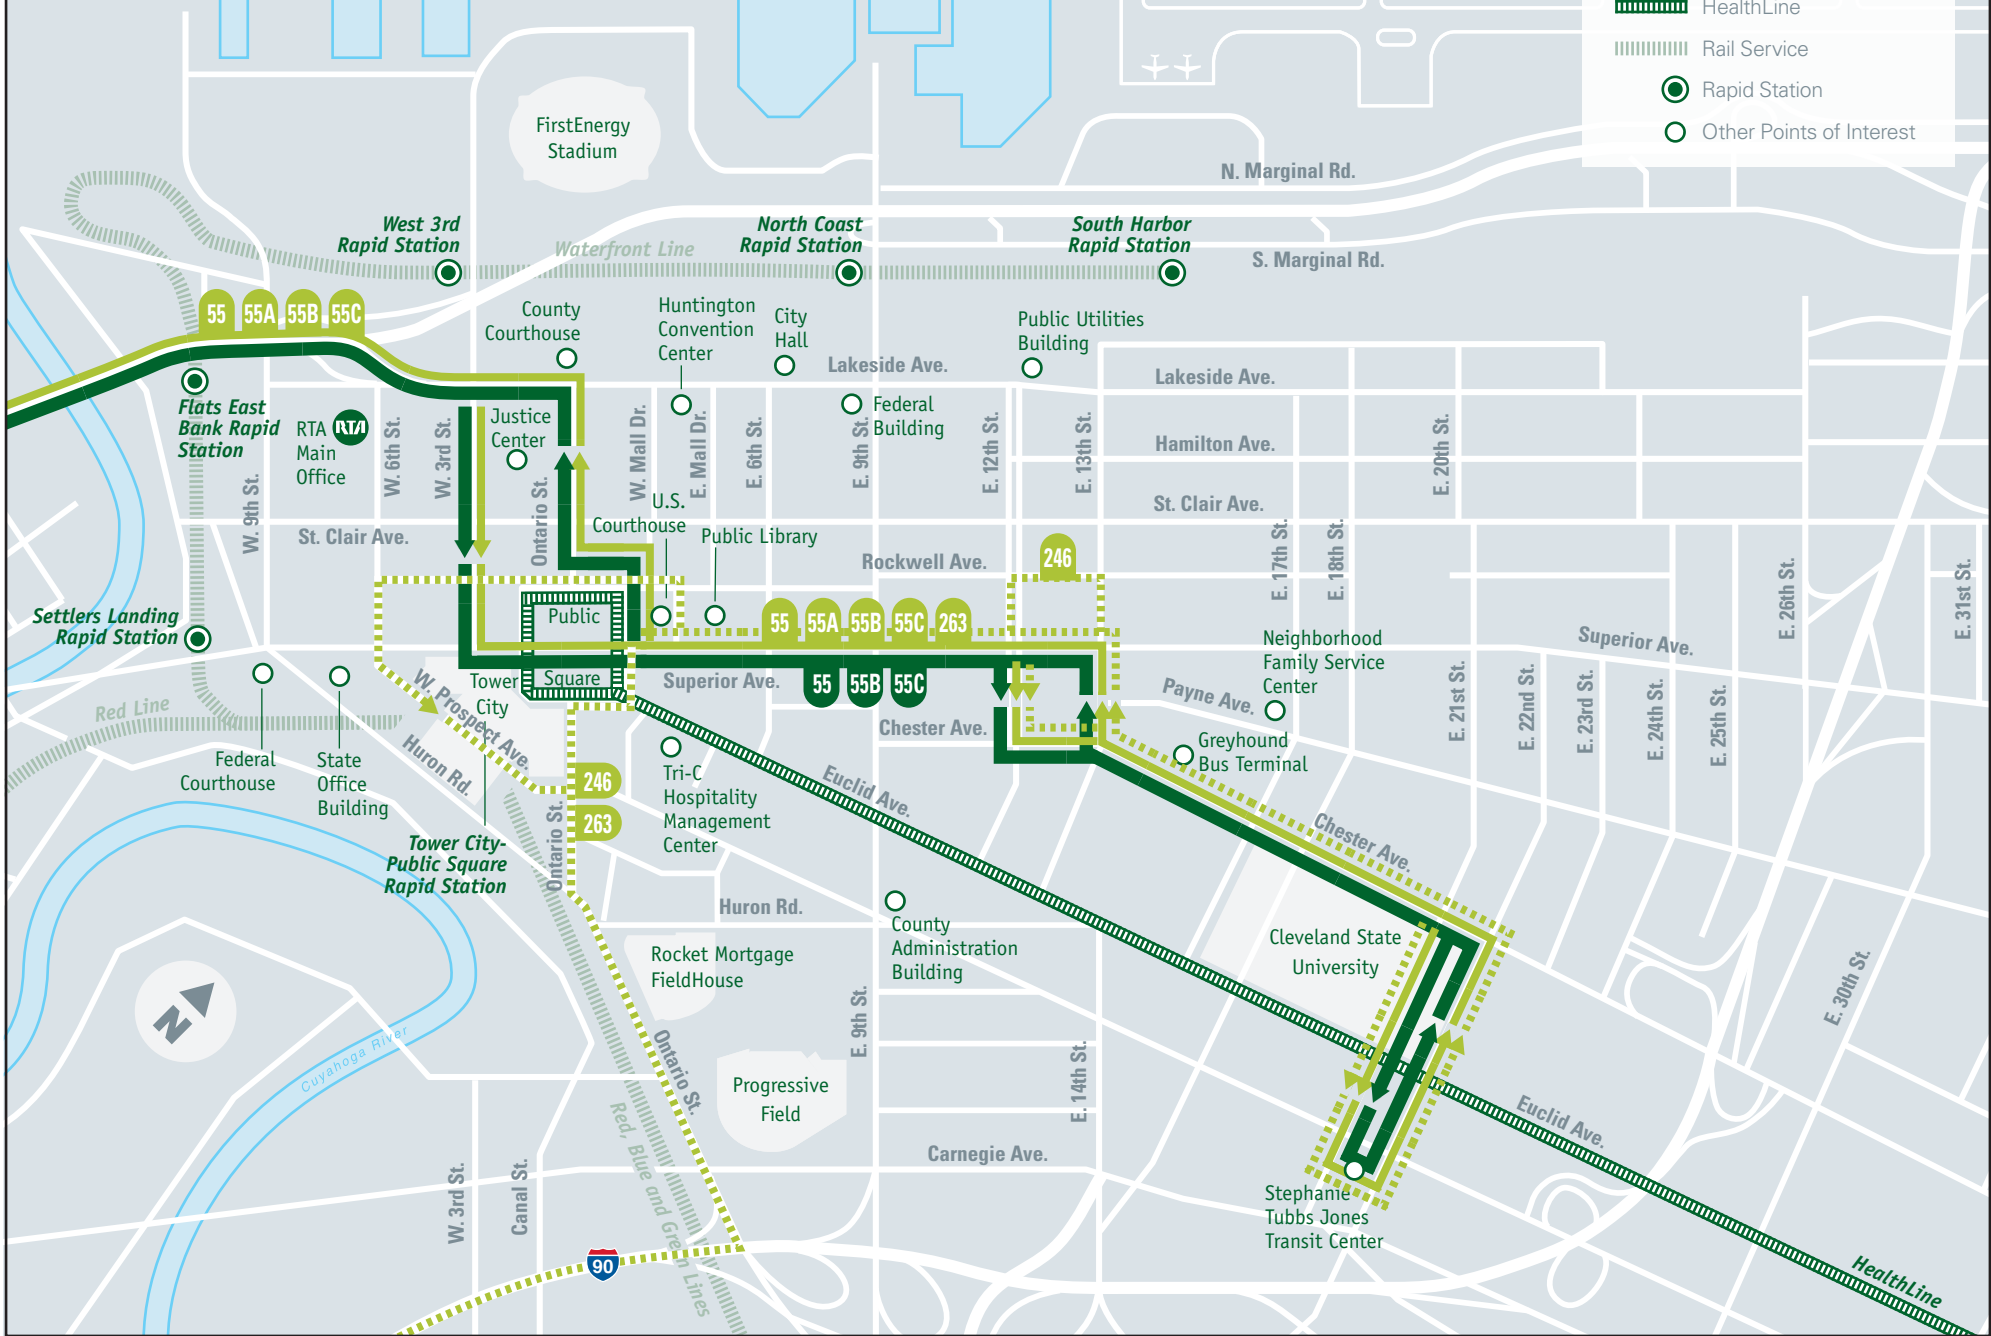 HealthLine
Rail Service
Rapid Station
Other Points of Interest
FirstEnergy
Stadium
N. Marginal Rd.
S. Marginal Rd.
West 3rd
Rapid Station
Waterfront Line
North Coast
Rapid Station
South Harbor
Rapid Station
55
55A
55B
55C
County
Courthouse
Huntington
Convention
Center
City
Hall
Public Utilities
Building
Lakeside Ave.
Lakeside Ave.
Flats East
Bank Rapid
Station
RTA
Main
Office
RTA
W. 6th St.
W. 3rd St.
Justice
Center
W. Mall Dr.
E. Mall Dr.
E. 6th St.
E. 9th St.
Federal
Building
E. 12th St.
E. 13th St.
Hamilton Ave.
E. 20th St.
W. 9th St.
St. Clair Ave.
Ontario St.
U.S.
Courthouse
Public Library
Rockwell Ave.
246
St. Clair Ave.
E. 17th St.
E. 18th St.
E. 26th St.
E. 31st St.
Settlers Landing
Rapid Station
Public
Square
55
55A
55B
55C
263
Superior Ave.
55
55B
55C
Neighborhood
Family Service
Center
Superior Ave.
Payne Ave.
E. 21st St.
E. 22nd St.
E. 23rd St.
E. 24th St.
E. 25th St.
Red Line
Federal
Courthouse
State
Office
Building
W. Prospect Ave.
Huron Rd.
Tower
City
Chester Ave.
Greyhound
Bus Terminal
Tri-C
Hospitality
Management
Center
Euclid Ave.
246
263
Ontario St.
Tower City-
Public Square
Rapid Station
Chester Ave.
Huron Rd.
County
Administration
Building
Rocket Mortgage
FieldHouse
Cleveland State
University
N
Cuyahoga River
Ontario St.
E. 9th St.
E. 14th St.
E. 30th St.
Progressive
Field
Euclid Ave.
Carnegie Ave.
W. 3rd St.
Canal St.
Red, Blue and Green Lines
Stephanie
Tubbs Jones
Transit Center
90
HealthLine